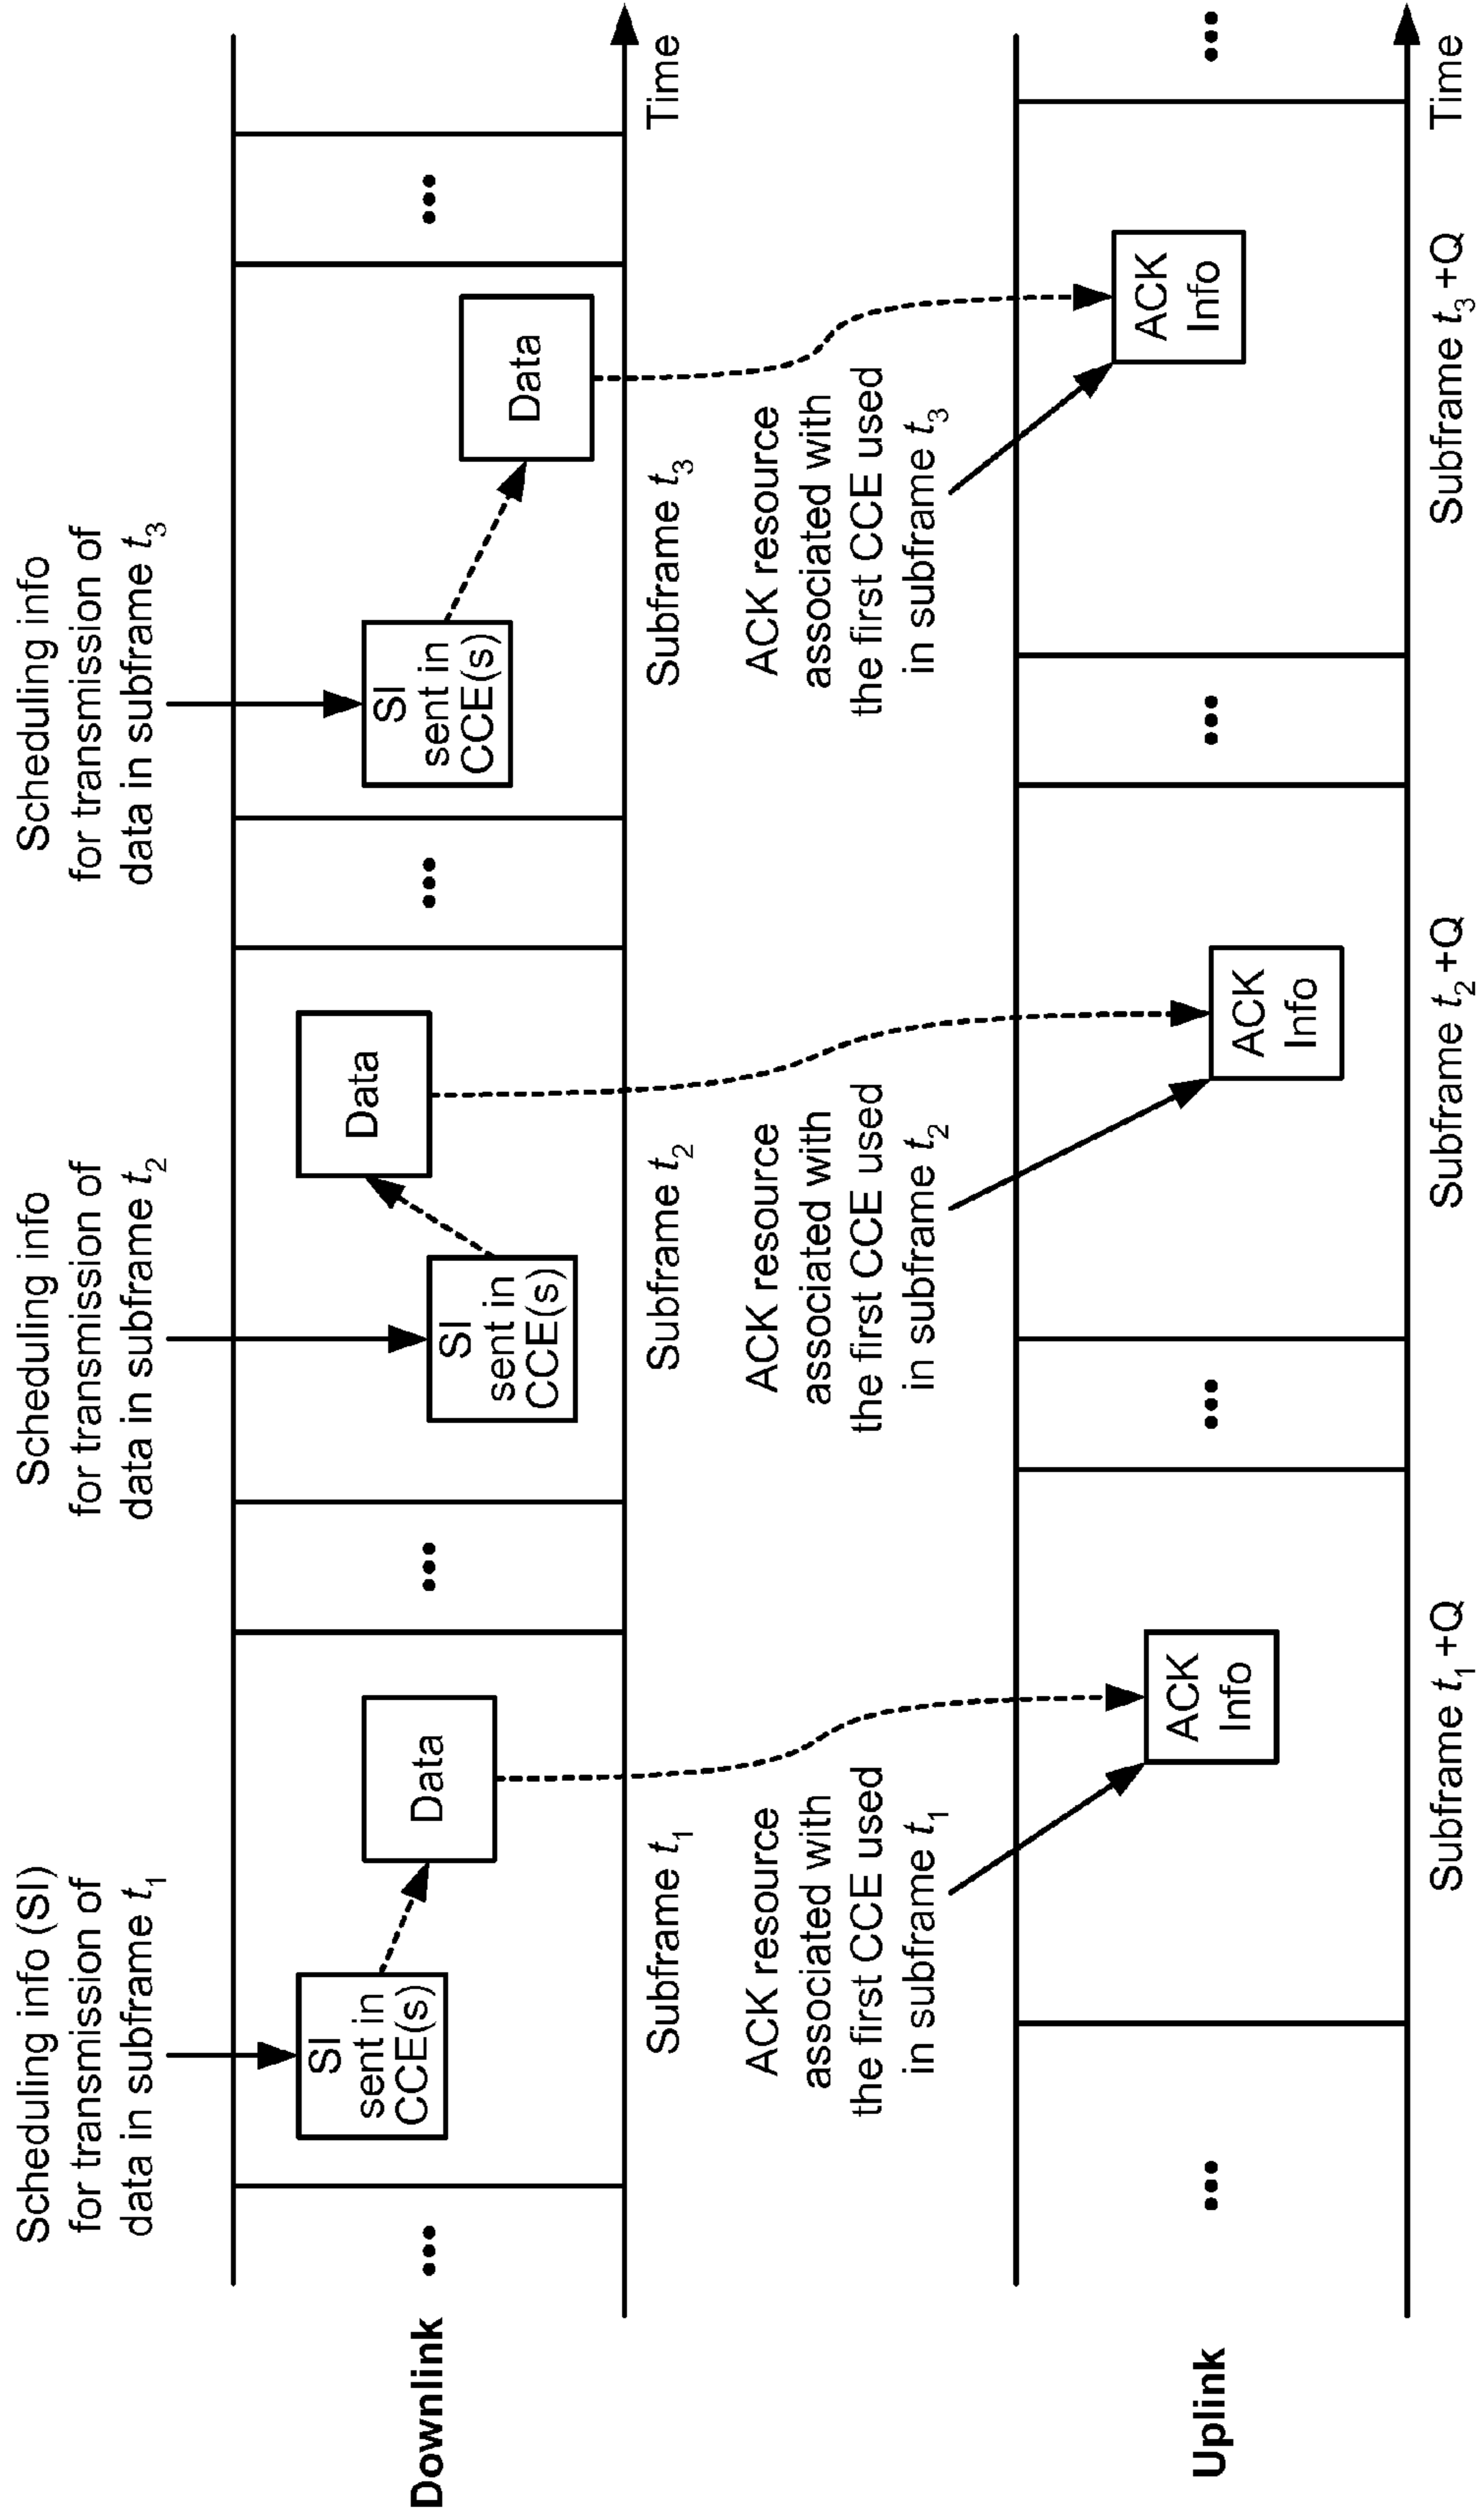 Scheduling info (SI)
for transmission of
data in subframe t1
Scheduling info
for transmission of
data in subframe t2
Scheduling info
for transmission of
data in subframe t3
Downlink
SI
sent in
CCE(s)
Data
SI
sent in
CCE(s)
Data
SI
sent in
CCE(s)
Data
Subframe t1
Subframe t2
Subframe t3
Time
ACK resource
associated with
the first CCE used
in subframe t1
ACK resource
associated with
the first CCE used
in subframe t2
ACK resource
associated with
the first CCE used
in subframe t3
Uplink
ACK
Info
ACK
Info
ACK
Info
Subframe t1 +Q
Subframe t2 +Q
Subframe t3 +Q
Time